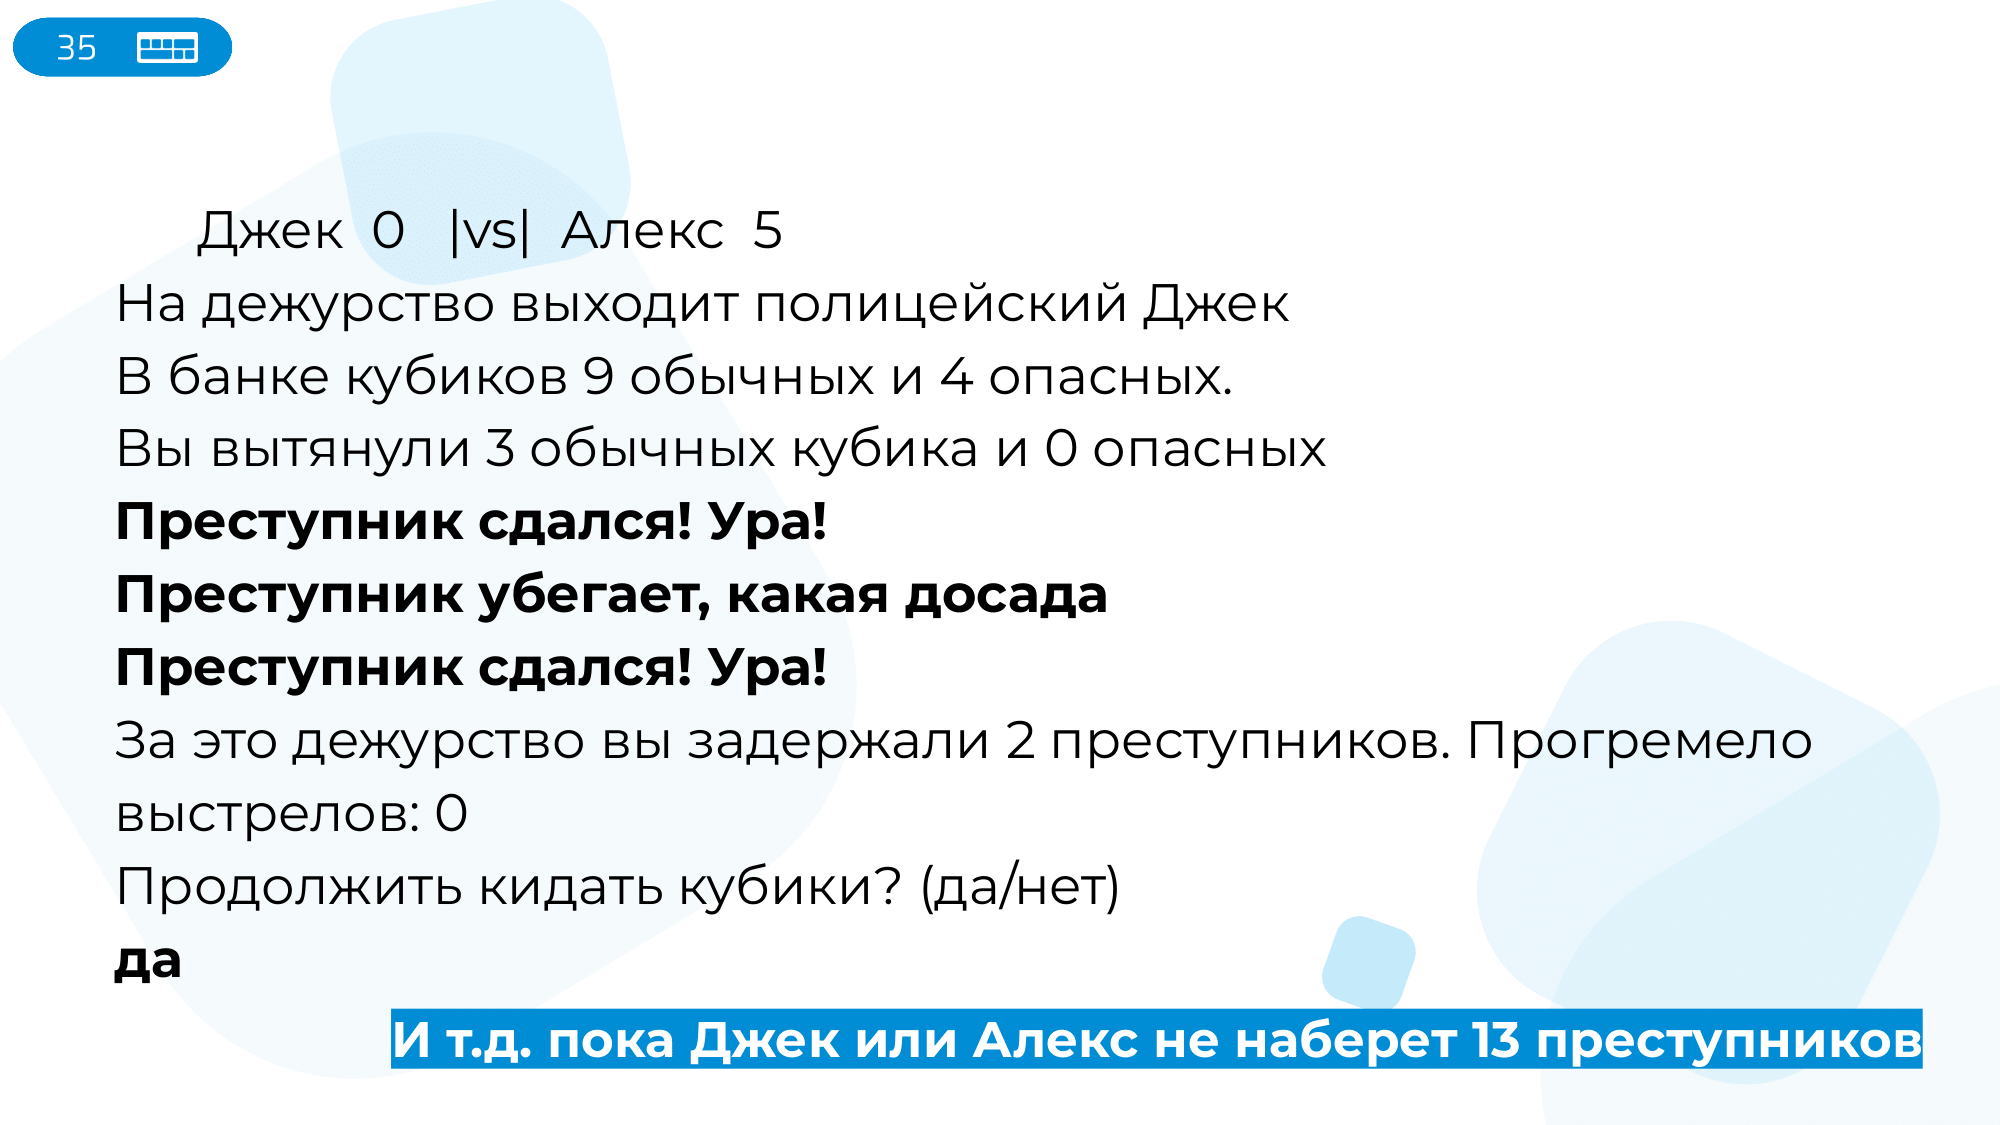 35
Джек 0 |vs| Алекс 5
На дежурство выходит полицейский Джек
В банке кубиков 9 обычных и 4 опасных.
Вы вытянули 3 обычных кубика и 0 опасных
Преступник сдался! Ура!
Преступник убегает, какая досада
Преступник сдался! Ура!
За это дежурство вы задержали 2 преступников. Прогремело
выстрелов: 0
Продолжить кидать кубики? (да/нет)
да
И т.д. пока Джек или Алекс не наберет 13 преступников